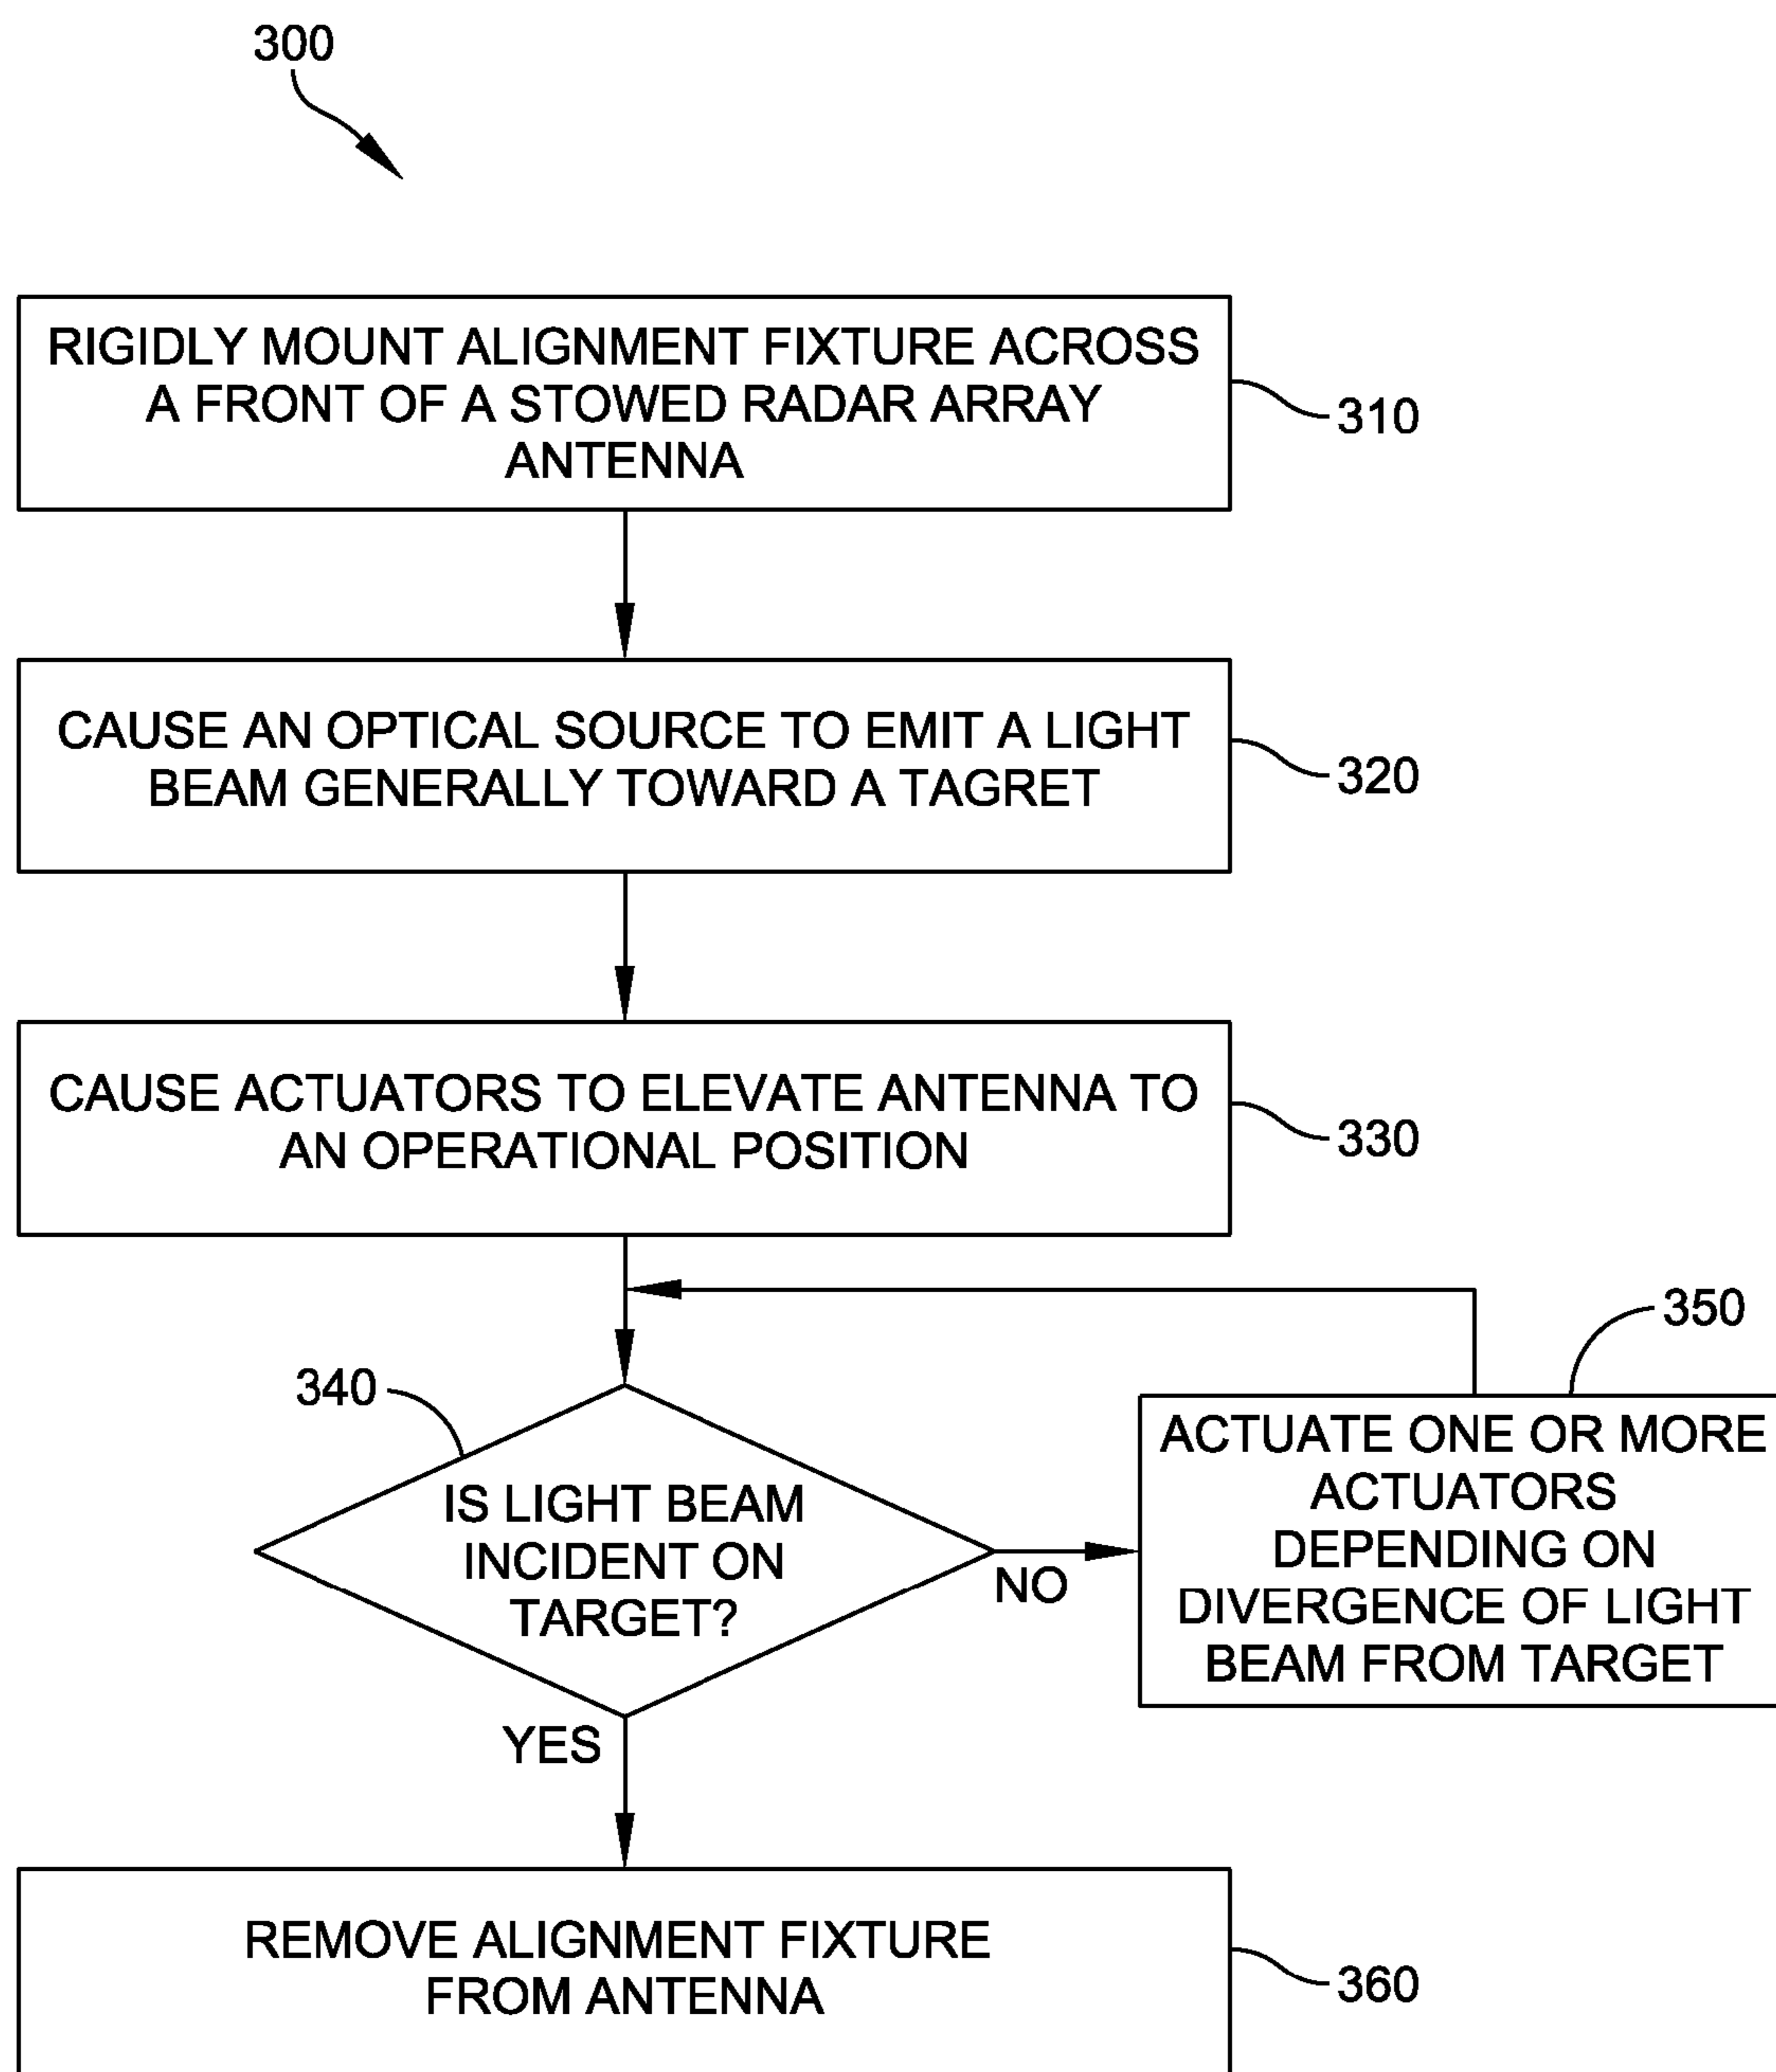 300
RIGIDLY MOUNT ALIGNMENT FIXTURE ACROSS
A FRONT OF A STOWED RADAR ARRAY
ANTENNA
310
CAUSE AN OPTICAL SOURCE TO EMIT A LIGHT
BEAM GENERALLY TOWARD A TAGRET
320
CAUSE ACTUATORS TO ELEVATE ANTENNA TO
AN OPERATIONAL POSITION
330
340
IS LIGHT BEAM
INCIDENT ON
TARGET?
NO
350
ACTUATE ONE OR MORE
ACTUATORS
DEPENDING ON
DIVERGENCE OF LIGHT
BEAM FROM TARGET
YES
REMOVE ALIGNMENT FIXTURE
FROM ANTENNA
360